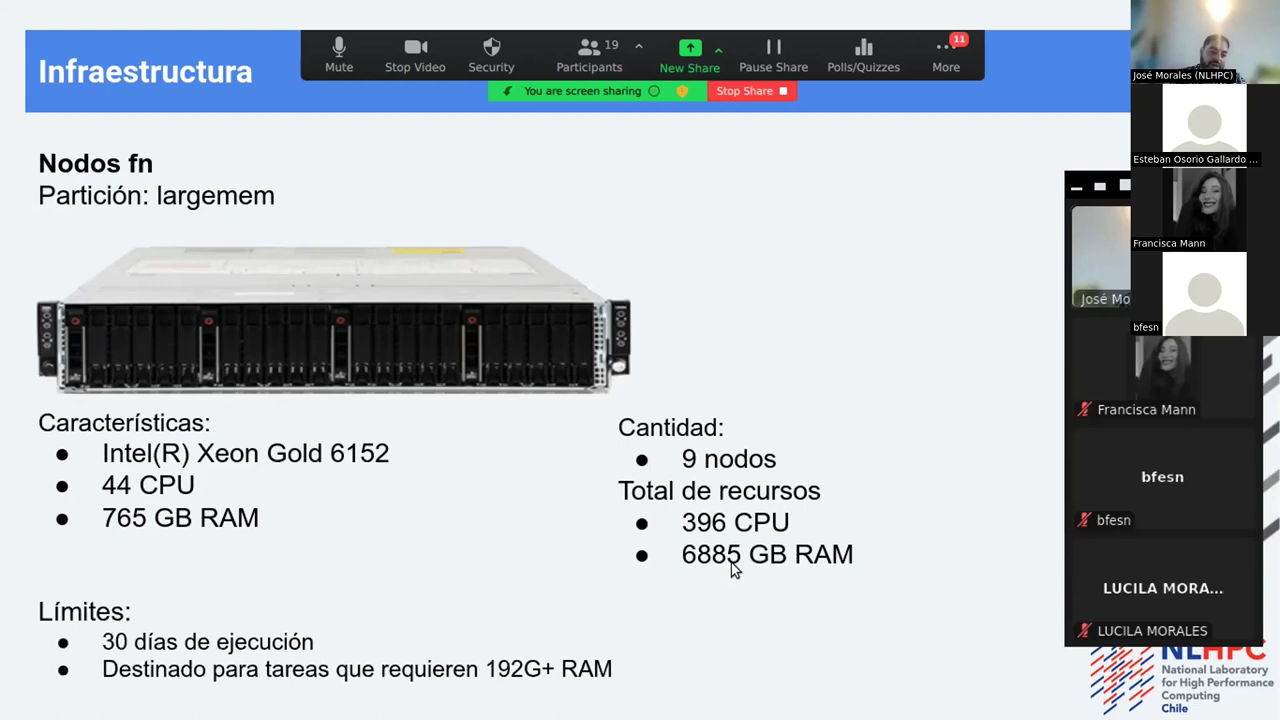 Infraestructura
Mute
Stop Video
Security
19
Participants
New Share
Pause Share
Polls/Quizzes
11
More
You are screen sharing
Stop Share
José Morales (NLHPC)
Esteban Osorio Gallardo ...
Francisca Mann
bfesn
Nodos fn
Partición: largemem
Características:
● Intel(R) Xeon Gold 6152
● 44 CPU
● 765 GB RAM
Cantidad:
● 9 nodos
Total de recursos
● 396 CPU
● 6885 GB RAM
Límites:
● 30 días de ejecución
● Destinado para tareas que requieren 192G+ RAM
José Mo
Francisca Mann
bfesn
bfesn
LUCILA MORA...
LUCILA MORALES
NLHPC
National Laboratory
for High Performance
Computing
Chile